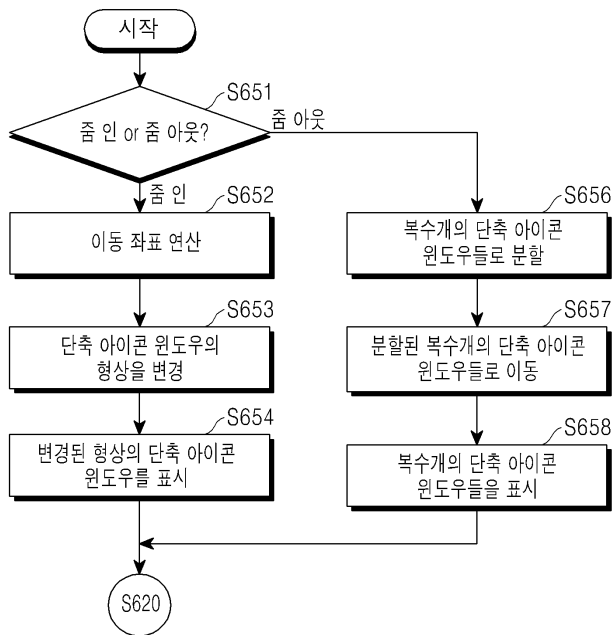 시작
S651
줌 인 or 줌 아웃?
줌 아웃
줌 인
S652
이동 좌표 연산
S653
단축 아이콘 윈도우의
형상을 변경
S654
변경된 형상의 단축 아이콘
윈도우를 표시
S656
복수개의 단축 아이콘
윈도우들로 분할
S657
분할된 복수개의 단축 아이콘
윈도우들로 이동
S658
복수개의 단축 아이콘
윈도우들을 표시
S620